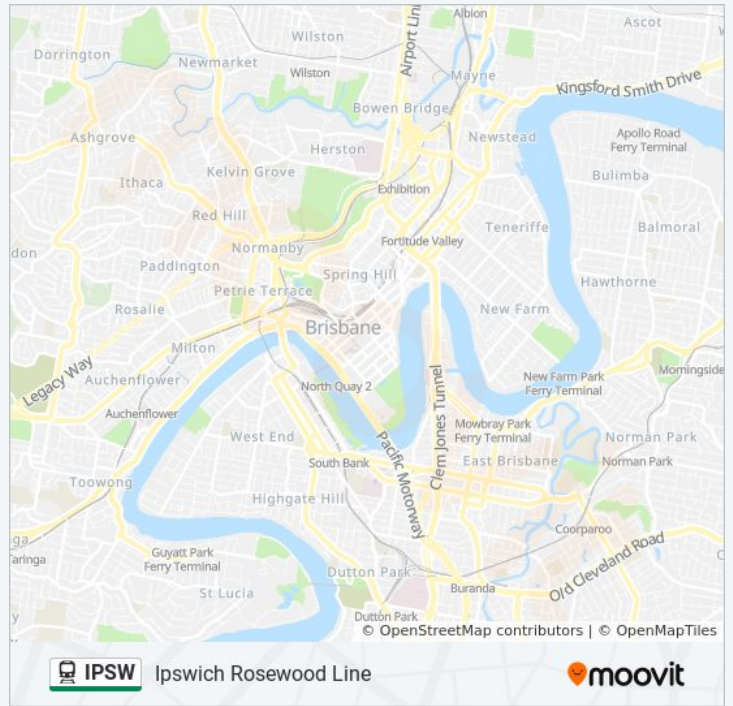 Albion
Ascot
Wilston
Dorrington
Newmarket
Airport Lin
Wilston
Mayne
Kingsford Smith Drive
Bowen Bridge
Ashgrove
Herston
Newstead
Apollo Road
Ferry Terminal
Ithaca
Kelvin Grove
Exhibition
Bulimba
Red Hill
Teneriffe
Balmoral
Normanby
Fortitude Valley
don
Paddington
Spring Hill
Petrie Terrace
Hawthorne
Rosalie
New Farm
Brisbane
Milton
Legacy Way
Auchenflower
North Quay 2
New Farm Park
Ferry Terminal
Morningside
Auchenflower
Clem Jones Tunnel
Mowbray Park
Ferry Terminal
West End
Pacific Motorway
Norman Park
South Bank
East Brisbane
Norman Park
Toowong
Highgate Hill
ga
Taringa
Guyatt Park
Ferry Terminal
Coorparoo
Old Cleveland Road
St Lucia
Dutton Park
Buranda
Dutton Park
© OpenStreetMap contributors | © OpenMapTiles
IPSW Ipswich Rosewood Line
moovit